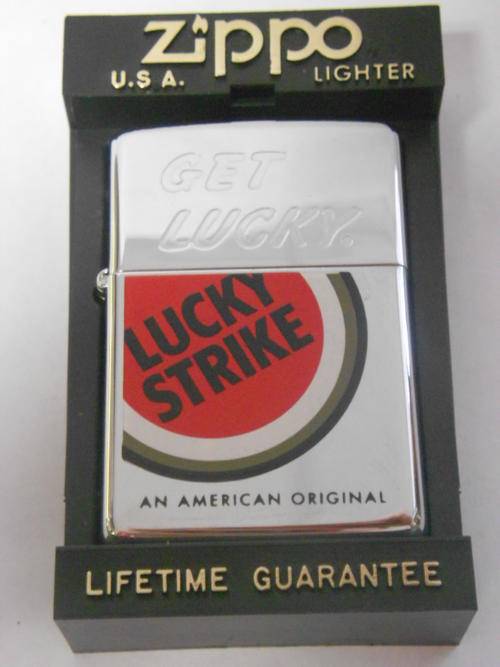 Zippo
U.S A. LIGHTER
GET
LUCKY.
LUCKY
STRIKE
AN AMERICAN ORIGINAL
LIFETIME GUARANTEE